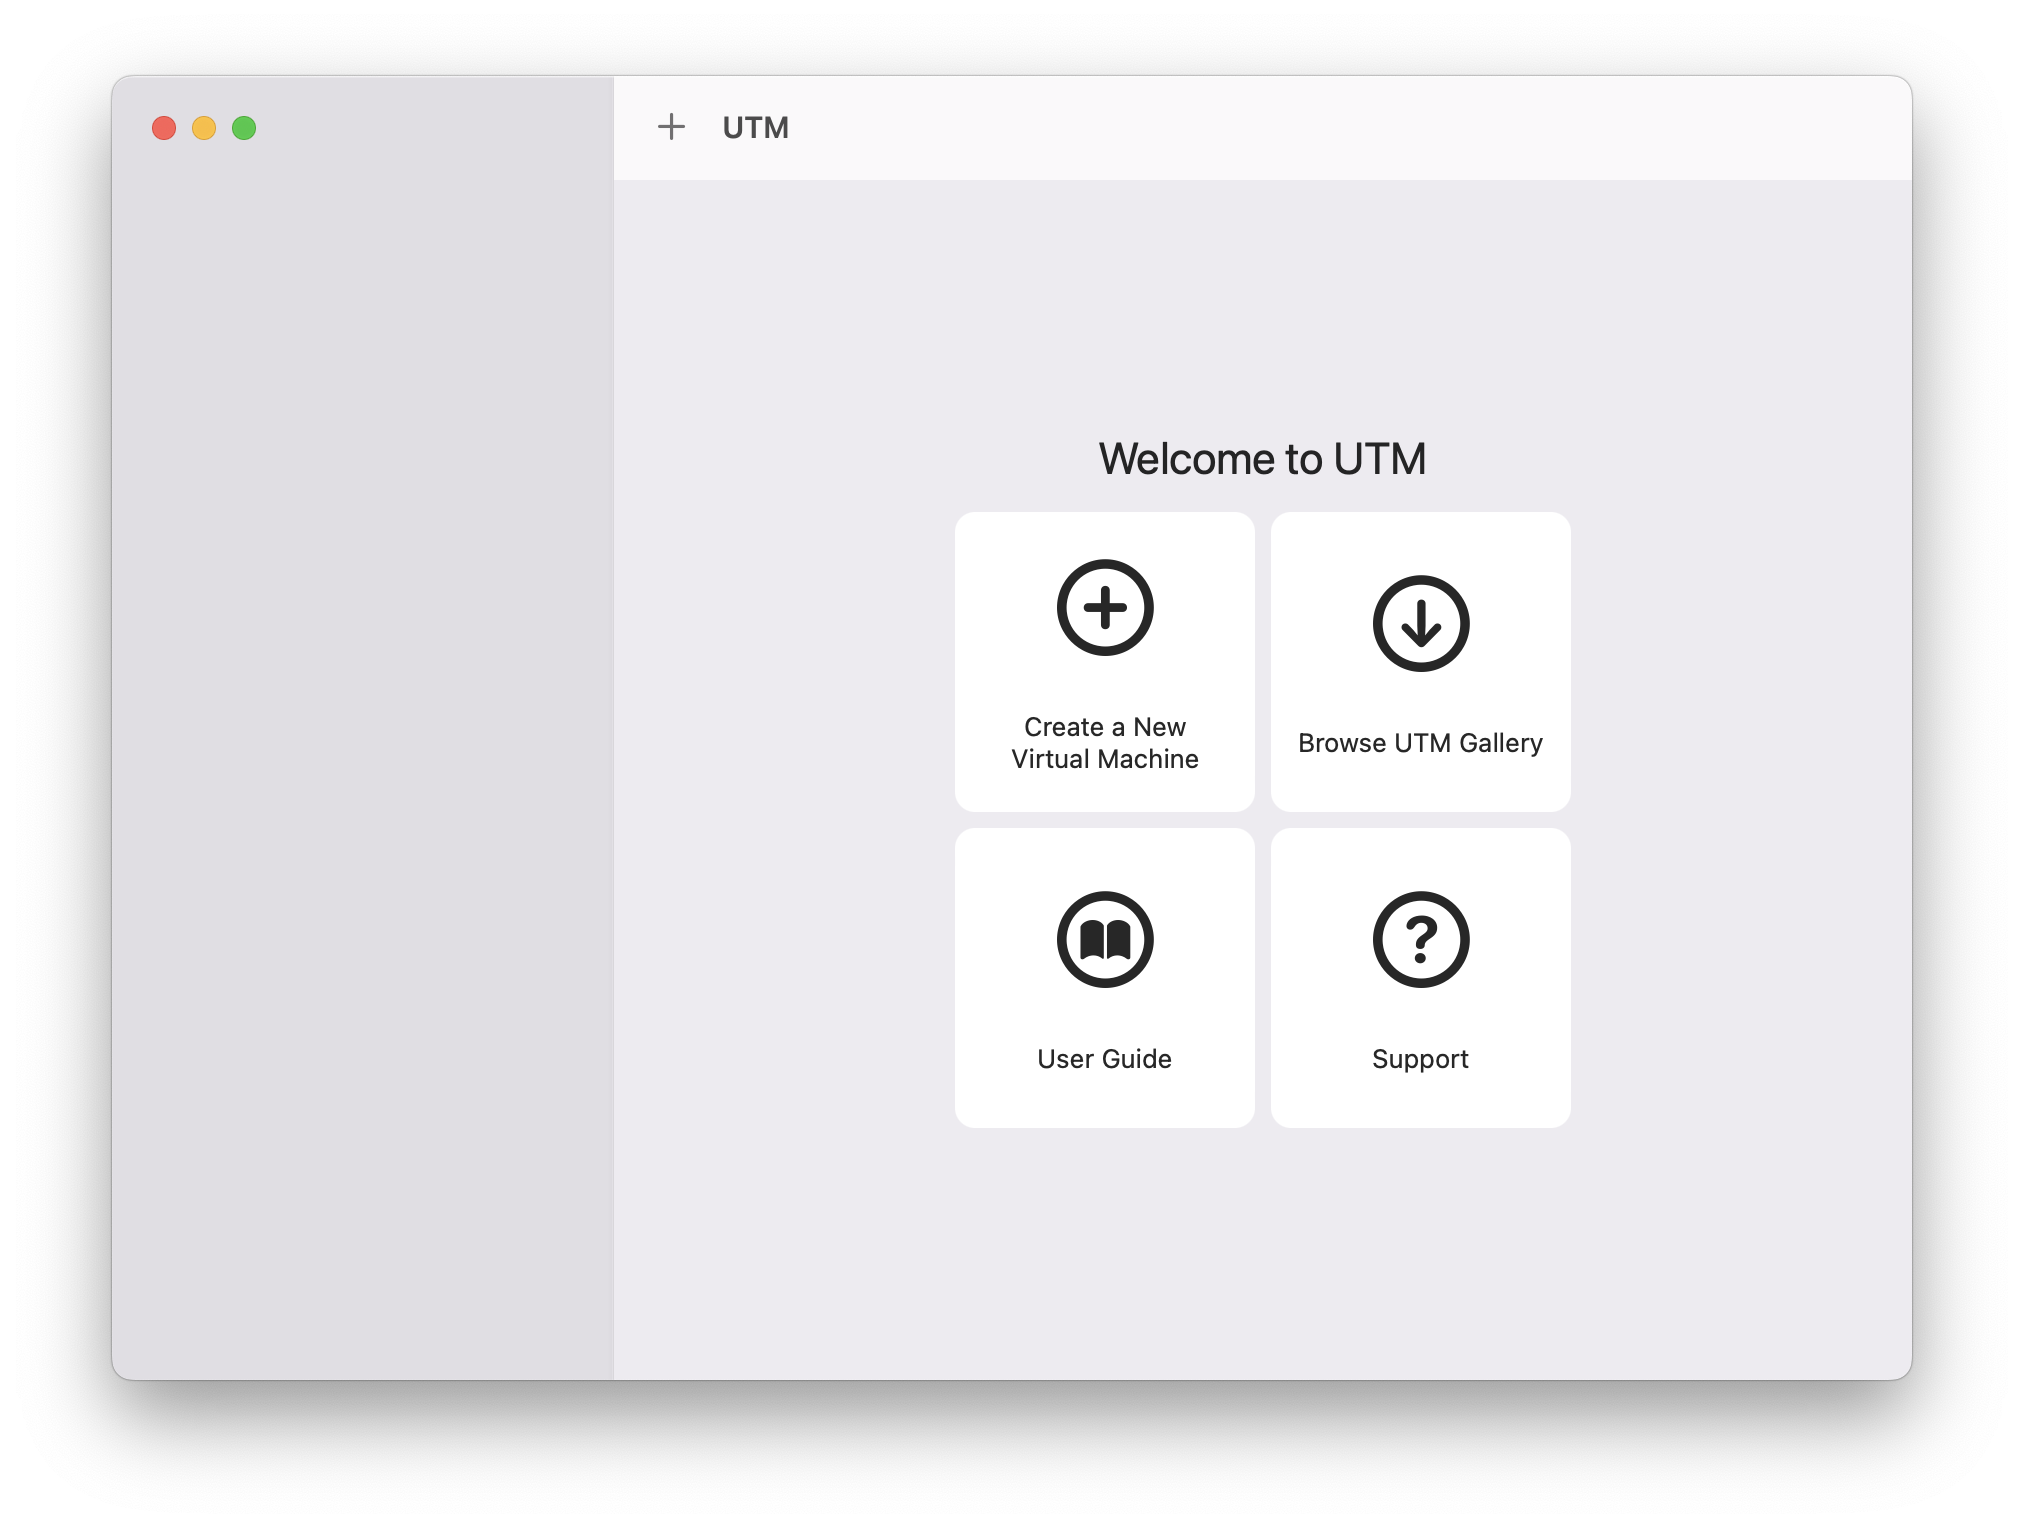 UTM
Welcome to UTM
Create a New
Virtual Machine
Browse UTM Gallery
User Guide
Support